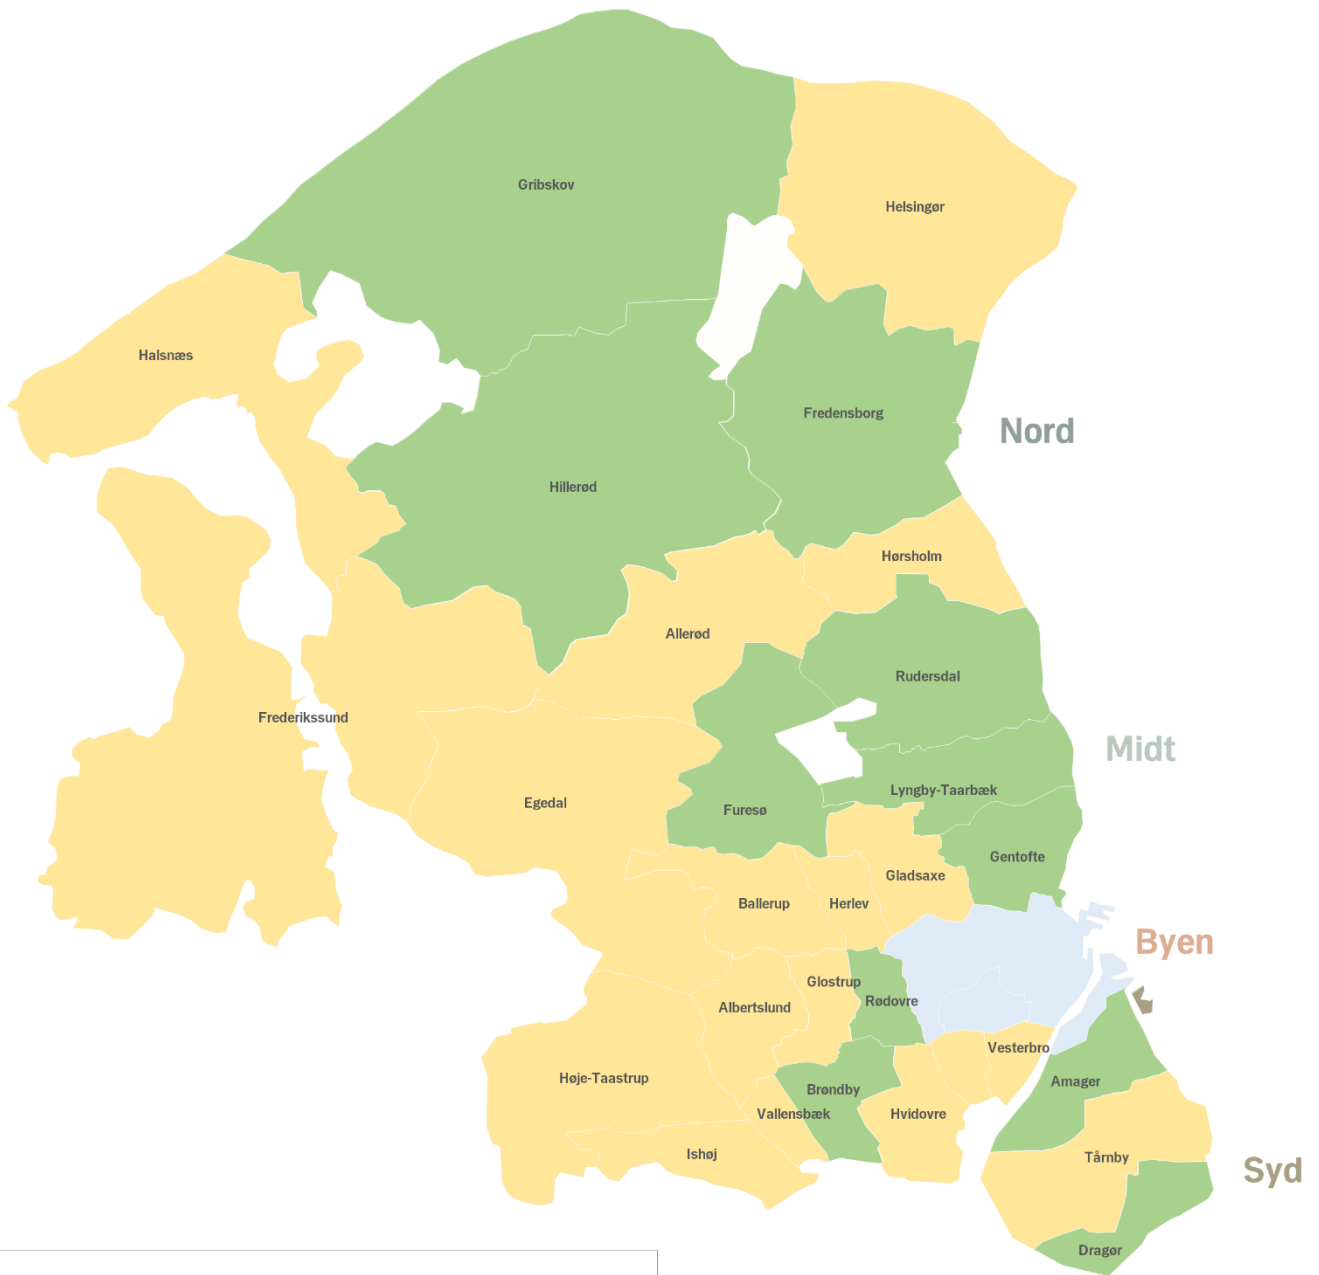 Gribskov
Helsingør
Halsnæs
Fredensborg
Nord
Hillerød
Hørsholm
Allerød
Rudersdal
Frederikssund
Midt
Egedal
Lyngby-Taarbæk
Furesø
Gentofte
Gladsaxe
Ballerup
Herlev
Byen
Glostrup
Rødovre
Albertslund
Vesterbro
Høje-Taastrup
Amager
Brøndby
Vallensbæk
Hvidovre
Ishøj
Tårnby
Syd
Dragør